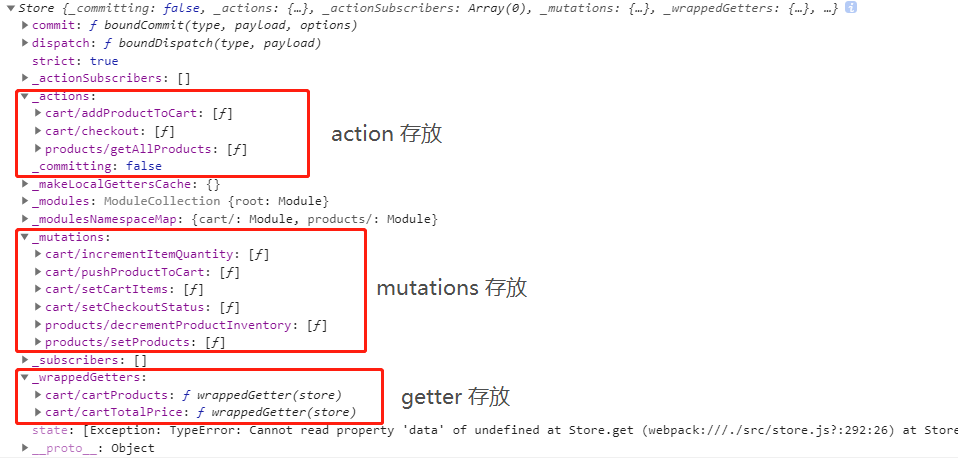 Store {_committing: false, _actions: {…}, _actionSubscribers: Array(0), _mutations: {…}, _wrappedGetters: {…}, …}
commit: ƒ boundCommit(type, payload, options)
dispatch: ƒ boundDispatch(type, payload)
strict: true
_actionSubscribers: []
_actions:
cart/addProductToCart: [ƒ]
cart/checkout: [ƒ]
products/getAllProducts: [ƒ]
action 存放
_committing: false
_makeLocalGettersCache: {}
_modules: ModuleCollection {root: Module}
_modulesNamespaceMap: {cart/: Module, products/: Module}
_mutations:
cart/incrementItemQuantity: [ƒ]
cart/pushProductToCart: [ƒ]
cart/setCartItems: [ƒ]
cart/setCheckoutStatus: [ƒ]
products/decrementProductInventory: [ƒ]
products/setProducts: [ƒ]
mutations 存放
_subscribers: []
_wrappedGetters:
cart/cartProducts: ƒ wrappedGetter(store)
cart/cartTotalPrice: ƒ wrappedGetter(store)
getter 存放
state: [Exception: TypeError: Cannot read property 'data' of undefined at Store.get (webpack:///./src/store.js?:292:26) at Store
__proto__: Object